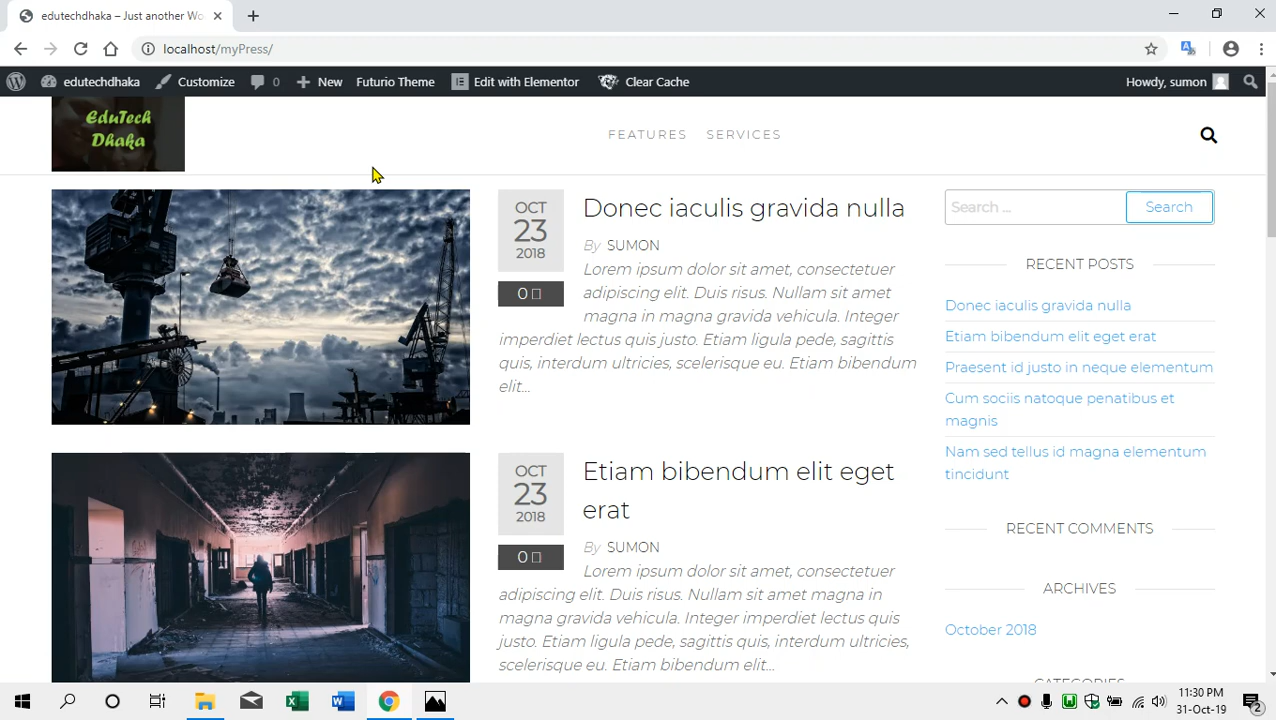 edutechdhaka – Just another Wo
localhost/myPress/
edutechdhaka Customize 0 New Futurio Theme Edit with Elementor Clear Cache Howdy, sumon
EduTech
Dhaka
FEATURES SERVICES
OCT
23
2018
0
Donec iaculis gravida nulla
By SUMON
Lorem ipsum dolor sit amet, consectetuer
adipiscing elit. Duis risus. Nullam sit amet
magna in magna gravida vehicula. Integer
imperdiet lectus quis justo. Etiam ligula pede, sagittis
quis, interdum ultricies, scelerisque eu. Etiam bibendum
elit...
OCT
23
2018
0
Etiam bibendum elit eget
erat
By SUMON
Lorem ipsum dolor sit amet, consectetuer
adipiscing elit. Duis risus. Nullam sit amet magna in
magna gravida vehicula. Integer imperdiet lectus quis
justo. Etiam ligula pede, sagittis quis, interdum ultricies,
scelerisque eu. Etiam bibendum elit...
Search ... Search
RECENT POSTS
Donec iaculis gravida nulla
Etiam bibendum elit eget erat
Praesent id justo in neque elementum
Cum sociis natoque penatibus et
magnis
Nam sed tellus id magna elementum
tincidunt
RECENT COMMENTS
ARCHIVES
October 2018
CATEGORIES
11:30 PM
31-Oct-19
2